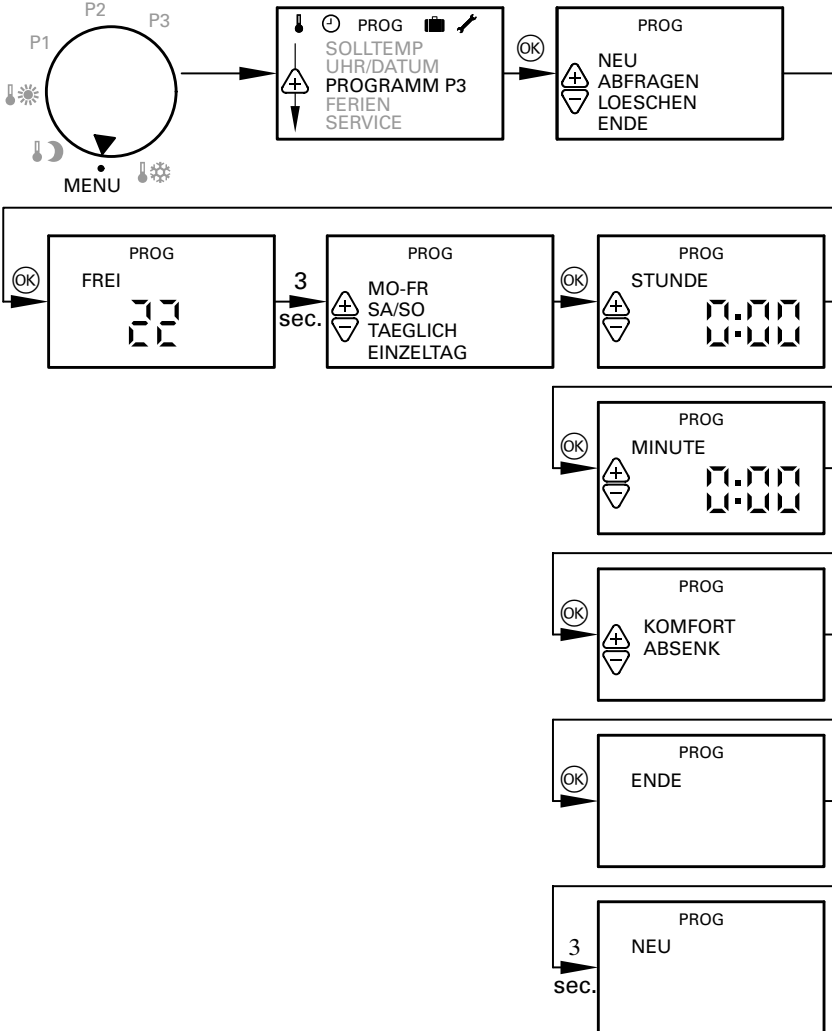 P2
P3
P1
MENU
PROG
SOLLTEMP
UHR/DATUM
PROGRAMM P3
FERIEN
SERVICE
OK
PROG
NEU
ABFRAGEN
LOESCHEN
ENDE
OK
PROG
FREI
22
3
sec.
PROG
MO-FR
SA/SO
TAEGLICH
EINZELTAG
OK
PROG
STUNDE
0:00
OK
PROG
MINUTE
0:00
OK
PROG
KOMFORT
ABSENK
OK
PROG
ENDE
3
sec.
PROG
NEU